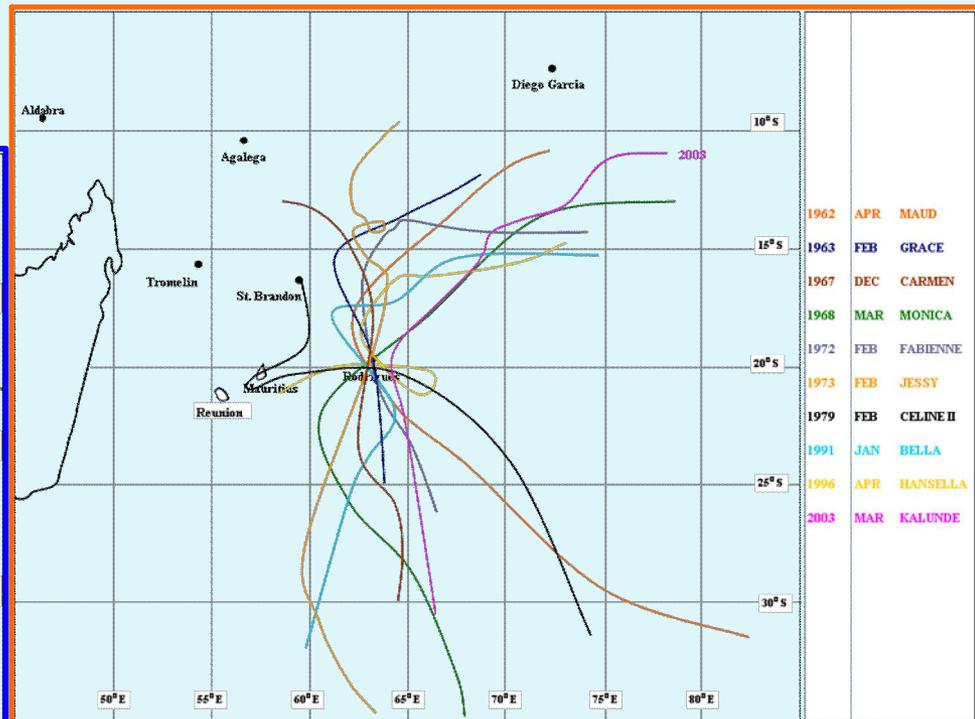 Diego Garcia
Aldabra
10° S
Agalega
2003
15° S
Tromelin
St. Brandon
20° S
Rodrigues
Mauritius
Reunion
25° S
30° S
50° E
55° E
60° E
65° E
70° E
75° E
80° E
1962 APR MAUD
1963 FEB GRACE
1967 DEC CARMEN
1968 MAR MONICA
1972 FEB FABIENNE
1973 FEB JESSY
1979 FEB CELINE II
1991 JAN BELLA
1996 APR HANSELLA
2003 MAR KALUNDE